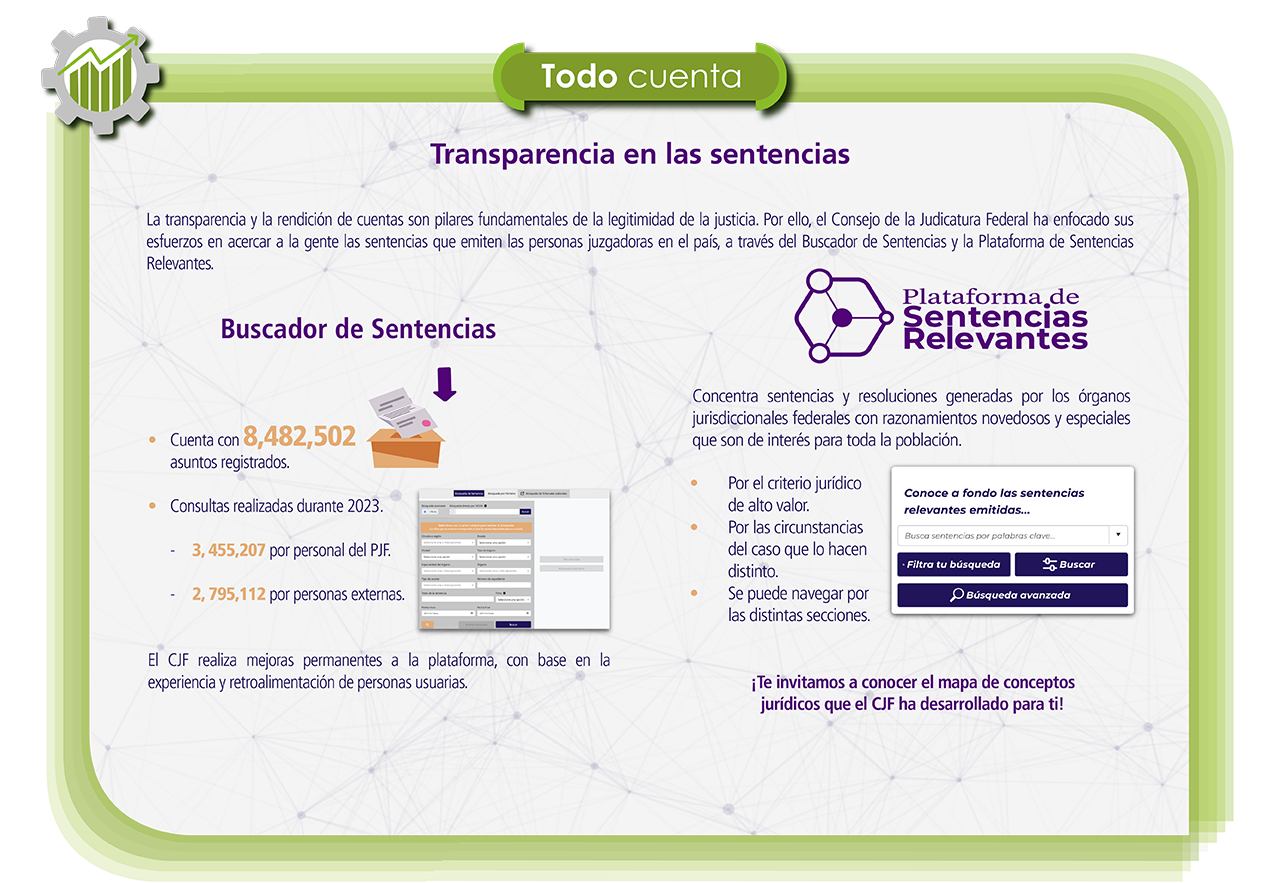 Todo cuenta
Transparencia en las sentencias
La transparencia y la rendición de cuentas son pilares fundamentales de la legitimidad de la justicia. Por ello, el Consejo de la Judicatura Federal ha enfocado sus
esfuerzos en acercar a la gente las sentencias que emiten las personas juzgadoras en el país, a través del Buscador de Sentencias y la Plataforma de Sentencias
Relevantes.
Buscador de Sentencias
• Cuenta con 8,482,502
asuntos registrados.
• Consultas realizadas durante 2023.
- 3, 455,207 por personal del PJF.
- 2, 795,112 por personas externas.
El CJF realiza mejoras permanentes a la plataforma, con base en la
experiencia y retroalimentación de personas usuarias.
Plataforma de
Sentencias
Relevantes
Concentra sentencias y resoluciones generadas por los órganos
jurisdiccionales federales con razonamientos novedosos y especiales
que son de interés para toda la población.
• Por el criterio jurídico
de alto valor.
• Por las circunstancias
del caso que lo hacen
distinto.
• Se puede navegar por
las distintas secciones.
Conoce a fondo las sentencias
relevantes emitidas...
Busca sentencias por palabras clave...
· Filtra tu búsqueda
Buscar
Búsqueda avanzada
¡Te invitamos a conocer el mapa de conceptos
jurídicos que el CJF ha desarrollado para ti!